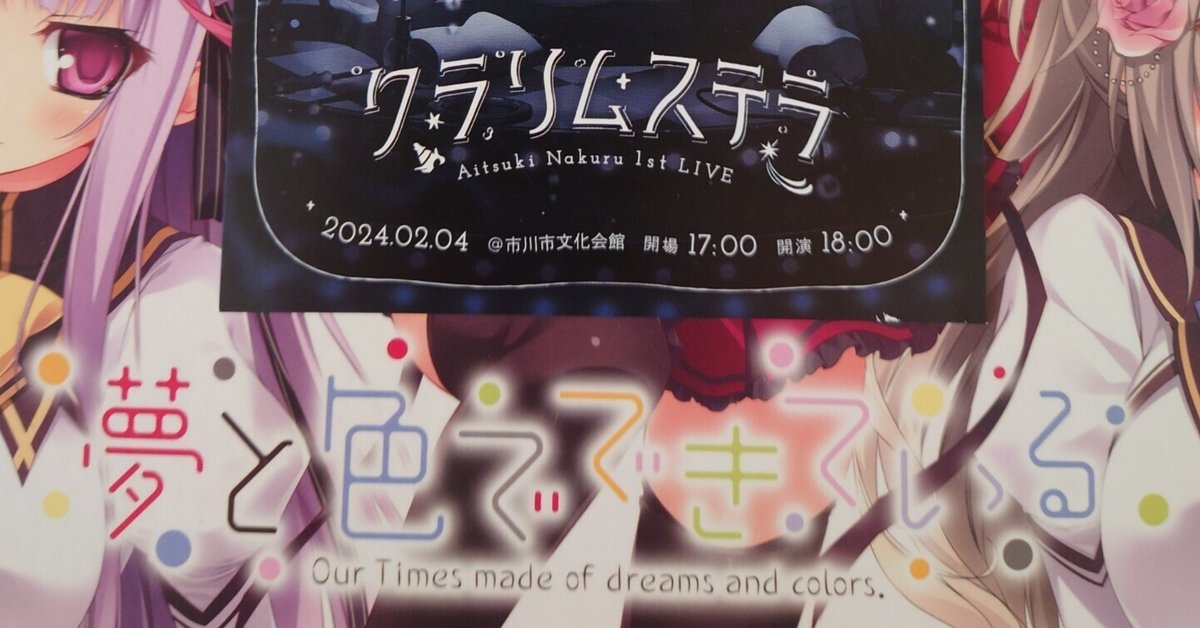 クラリムステラ
Aitsuki Nakuru 1st LIVE
2024.02.04 @市川市文化会館 開場 17:00 開演 18:00
夢と色でできている
Our Times made of dreams and colors.